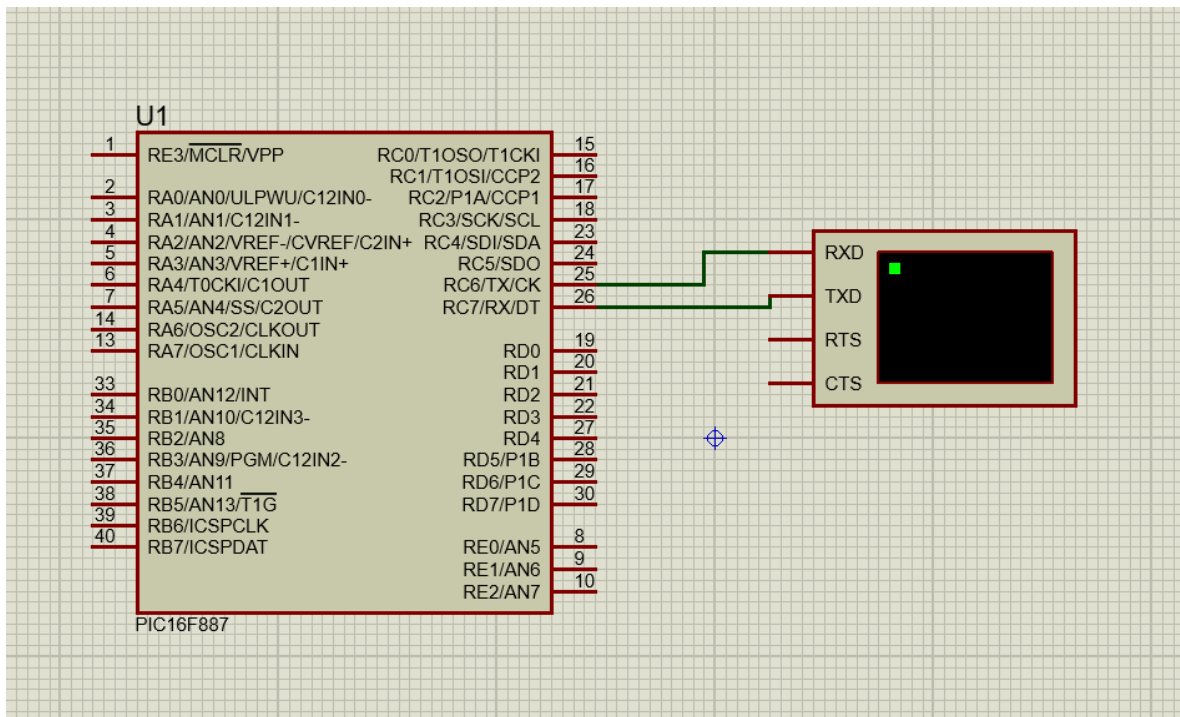 U1
1 RE3/MCLR/VPP RC0/T1OSO/T1CKI 15
RC1/T1OSI/CCP2 16
2 RA0/AN0/ULPWU/C12IN0- RC2/P1A/CCP1 17
3 RA1/AN1/C12IN1- RC3/SCK/SCL 18
4 RA2/AN2/VREF-/CVREF/C2IN+ RC4/SDI/SDA 23
5 RA3/AN3/VREF+/C1IN+ RC5/SDO 24
6 RA4/T0CKI/C1OUT RC6/TX/CK 25
7 RA5/AN4/SS/C2OUT RC7/RX/DT 26
14 RA6/OSC2/CLKOUT
13 RA7/OSC1/CLKIN RD0 19
RD1 20
33 RB0/AN12/INT RD2 21
34 RB1/AN10/C12IN3- RD3 22
35 RB2/AN8 RD4 27
36 RB3/AN9/PGM/C12IN2- RD5/P1B 28
37 RB4/AN11 RD6/P1C 29
38 RB5/AN13/T1G RD7/P1D 30
39 RB6/ICSPCLK
40 RB7/ICSPDAT RE0/AN5 8
RE1/AN6 9
RE2/AN7 10
PIC16F887
RXD
TXD
RTS
CTS